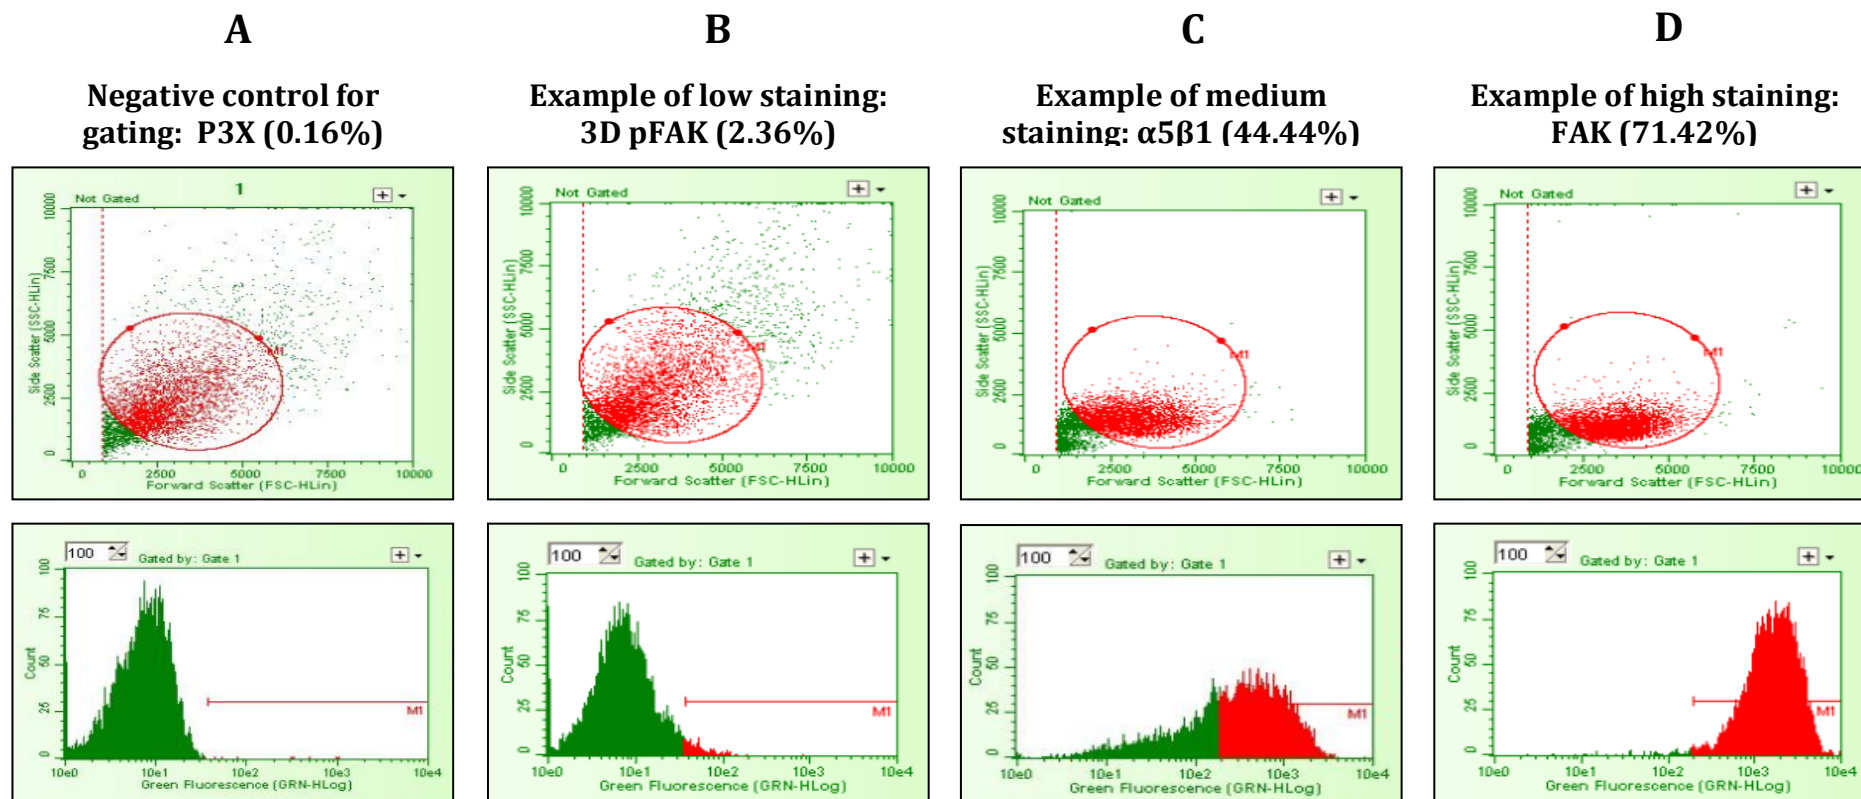 A
B
C
D
Negative control for
gating: P3X (0.16%)
Example of low staining:
3D pFAK (2.36%)
Example of medium
staining: α5β1 (44.44%)
Example of high staining:
FAK (71.42%)
1
Not Gated
Side Scatter (SSC-HLin)
10000
7500
5000
2500
0
M1
0 2500 5000 7500 10000
Forward Scatter (FSC-HLin)
Not Gated
Side Scatter (SSC-HLin)
10000
7500
5000
2500
0
M1
0 2500 5000 7500 10000
Forward Scatter (FSC-HLin)
Not Gated
Side Scatter (SSC-HLin)
10000
7500
5000
2500
0
M1
0 2500 5000 7500 10000
Forward Scatter (FSC-HLin)
Not Gated
Side Scatter (SSC-HLin)
10000
7500
5000
2500
0
M1
0 2500 5000 7500 10000
Forward Scatter (FSC-HLin)
100
Gated by: Gate 1
Count
100
75
50
25
0
M1
10e0 10e1 10e2 10e3 10e4
Green Fluorescence (GRN-HLog)
100
Gated by: Gate 1
Count
100
75
50
25
0
M1
10e0 10e1 10e2 10e3 10e4
Green Fluorescence (GRN-HLog)
100
Gated by: Gate 1
Count
100
75
50
25
0
M1
10e0 10e1 10e2 10e3 10e4
Green Fluorescence (GRN-HLog)
100
Gated by: Gate 1
Count
100
75
50
25
0
M1
10e0 10e1 10e2 10e3 10e4
Green Fluorescence (GRN-HLog)